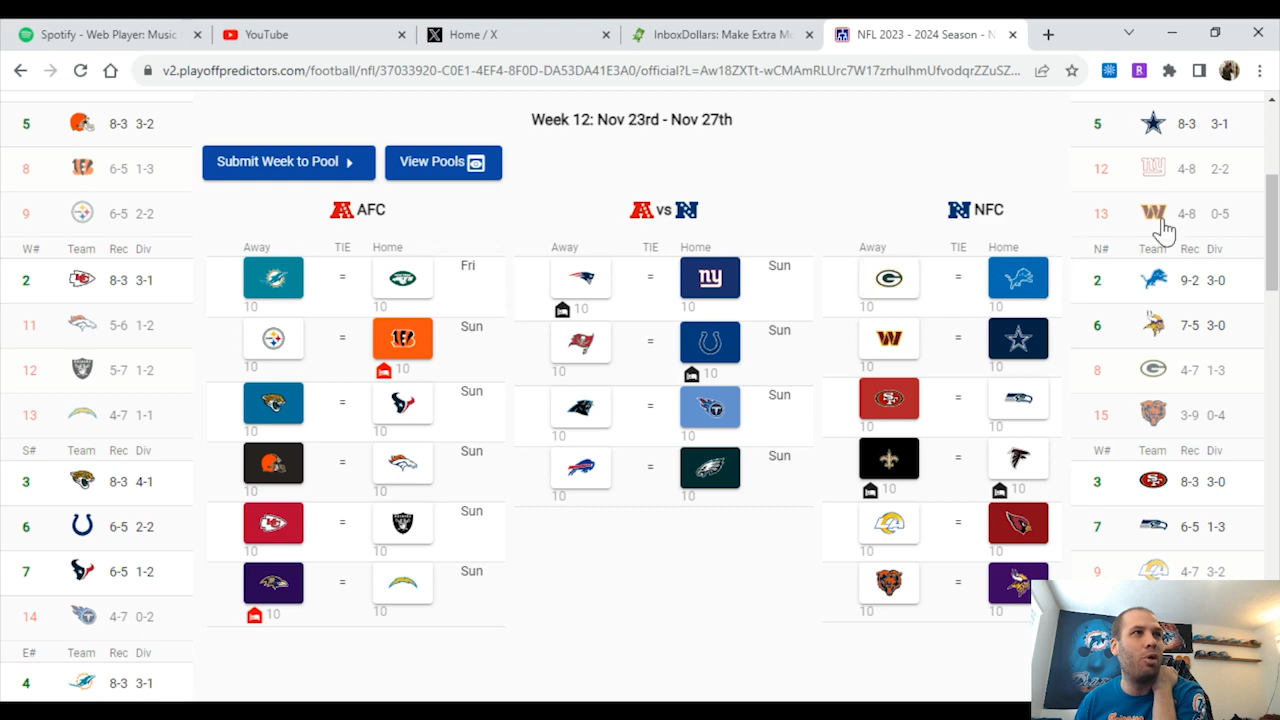 Spotify - Web Player: Music
YouTube
Home / X
InboxDollars: Make Extra M
NFL 2023 - 2024 Season - N
v2.playoffpredictors.com/football/nfl/37033920_C0E1-4EF4-8F0D-DA53DA41E3A0/official?L=Aw18ZXTt-wCMAmRLUrc7W17zrhulhmUfvodqrZZuSZ...
Week 12: Nov 23rd - Nov 27th
Submit Week to Pool
View Pools
AFC
A vs N
NFC
Away TIE Home
Away TIE Home
Away TIE Home
= Fri
10 10
= Sun
10 10
= Sun
10 10
= Sun
10 10
= Sun
10 10
= Sun
10 10
= ny Sun
10 10
= Sun
10 10
= Sun
10 10
= Sun
10 10
G =
10 10
W =
10 10
SF =
10 10
=
10 10
=
10 10
=
10 10
5 8-3 3-2
8 6-5 1-3
9 6-5 2-2
W# Team Rec Div
2 KC 8-3 3-1
11 5-6 1-2
12 5-7 1-2
13 4-7 1-1
S# Team Rec Div
3 8-3 4-1
6 6-5 2-2
7 6-5 1-2
14 4-7 0-2
E# Team Rec Div
4 8-3 3-1
5 8-3 3-1
12 ny 4-8 2-2
13 W 4-8 0-5
N# Team Rec Div
2 9-2 3-0
6 7-5 3-0
8 G 4-7 1-3
15 3-9 0-4
W# Team Rec Div
3 SF 8-3 3-0
7 6-5 1-3
9 4-7 3-2